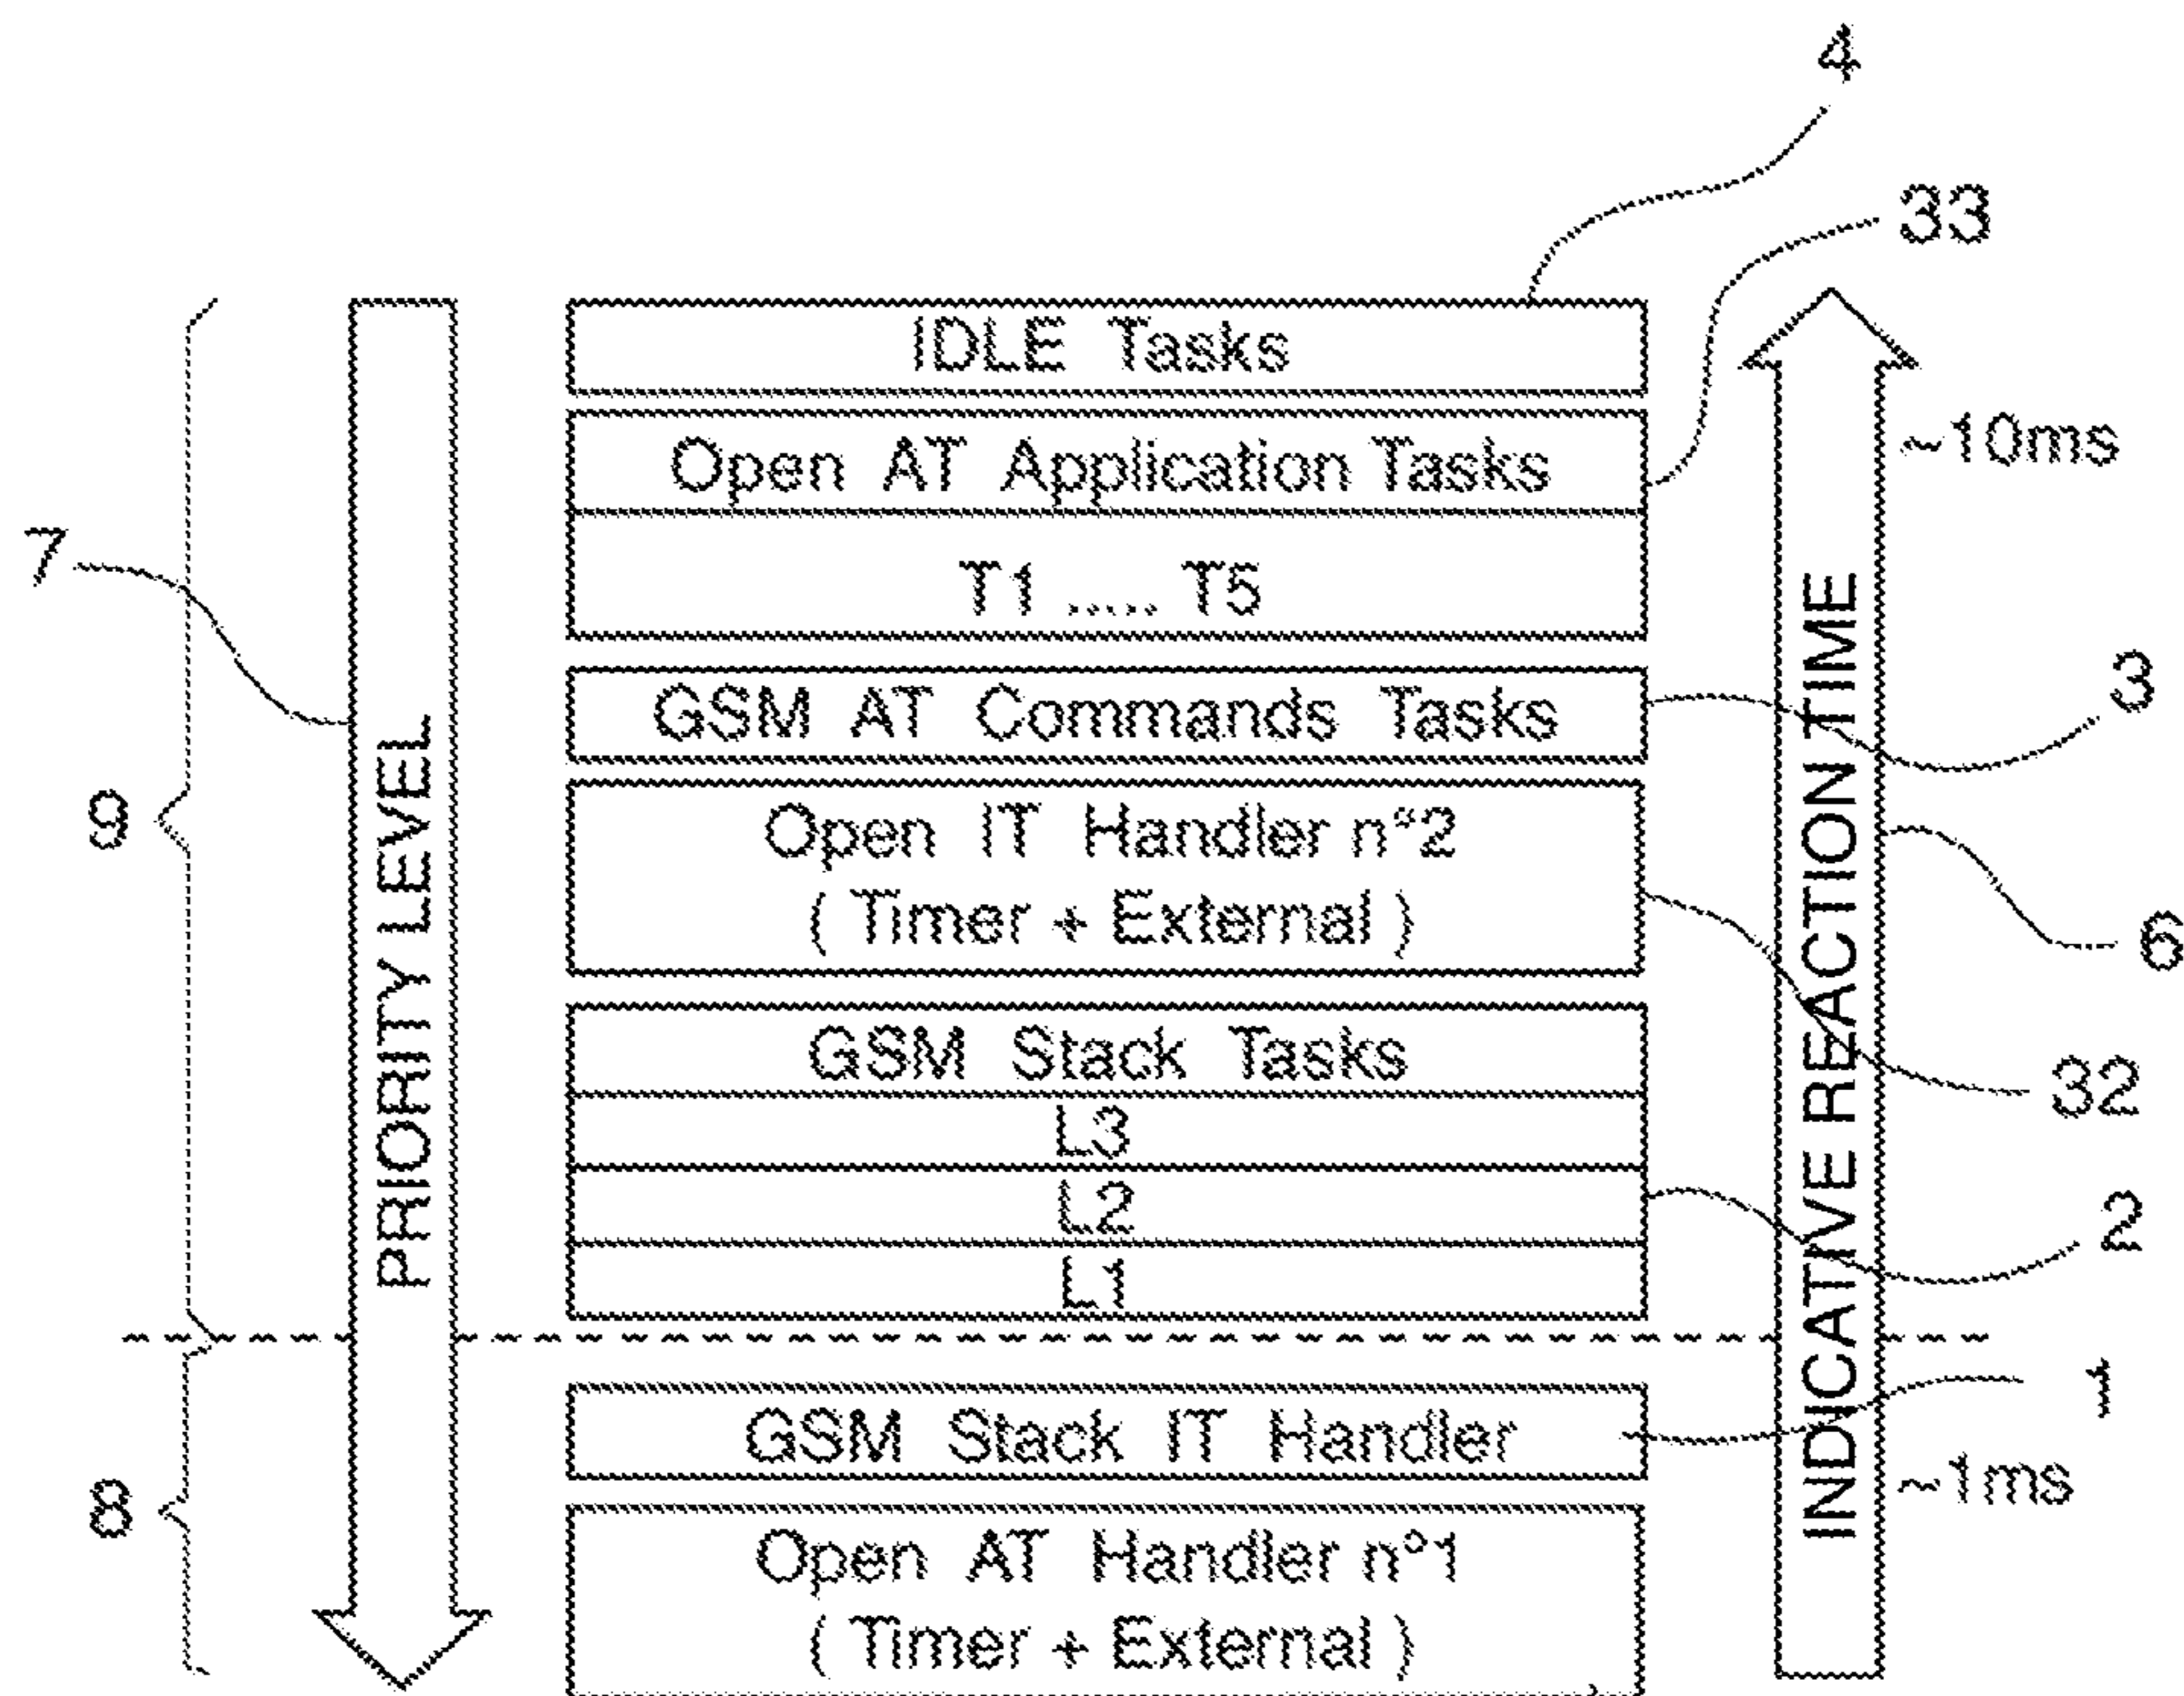 4
33
IDLE Tasks
~10ms
Open AT Application Tasks
T1 ..... T5
7
GSM AT Commands Tasks
3
PRIORITY LEVEL
INDICATIVE REACTION TIME
9
Open IT Handler n°2
( Timer + External )
6
GSM Stack Tasks
32
L3
L2
2
L1
1
GSM Stack IT Handler
~1ms
8
Open AT Handler n°1
( Timer + External )